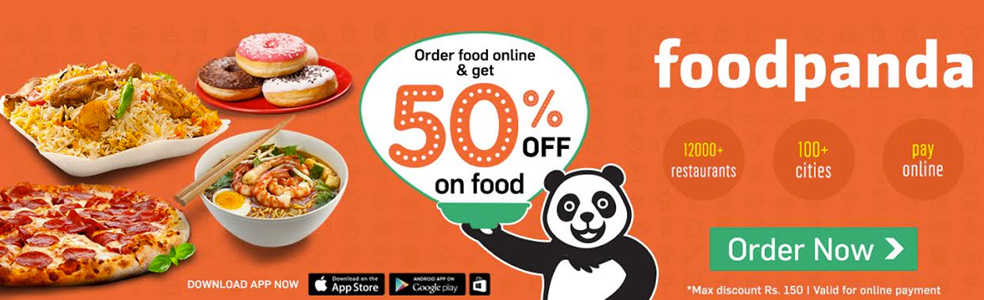 Order food online
& get
50%
OFF
on food
foodpanda
12000+
restaurants
100+
cities
pay
online
Order Now
DOWNLOAD APP NOW
Download on the
App Store
ANDROID APP ON
Google play
*Max discount Rs. 150 | Valid for online payment